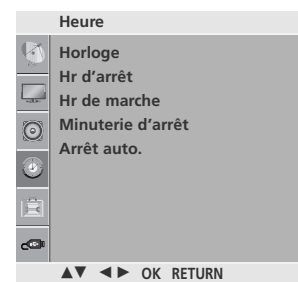 Heure
Horloge
Hr d'arrêt
Hr de marche
Minuterie d'arrêt
Arrêt auto.
▲▼ ◄► OK RETURN